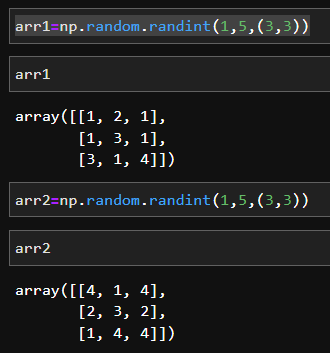 arr1=np.random.randint(1,5,(3,3))
arr1
array([[1, 2, 1],
       [1, 3, 1],
       [3, 1, 4]])
arr2=np.random.randint(1,5,(3,3))
arr2
array([[4, 1, 4],
       [2, 3, 2],
       [1, 4, 4]])